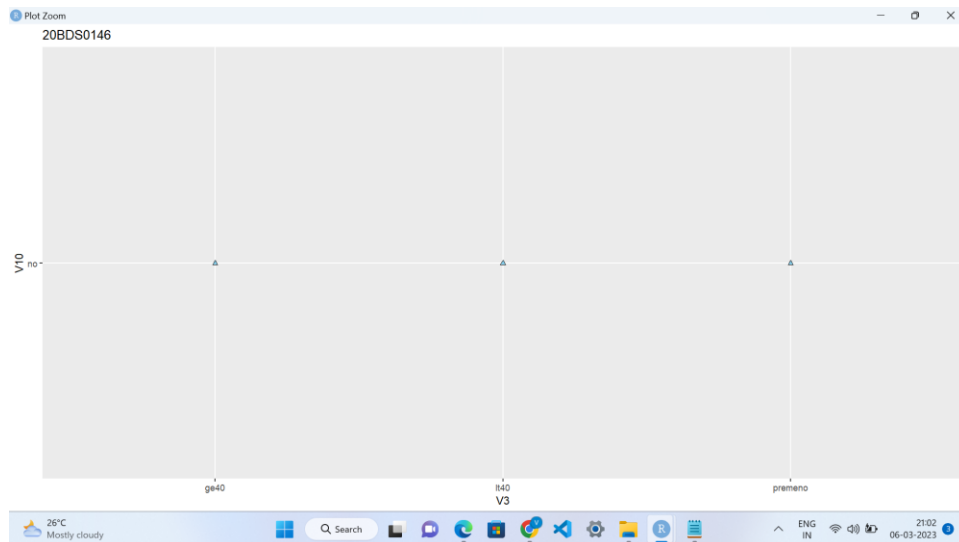 Plot Zoom
20BDS0146
V10
no
ge40
lt40
premeno
V3
26°C
Mostly cloudy
Search
ENG
IN
21:02
06-03-2023
3